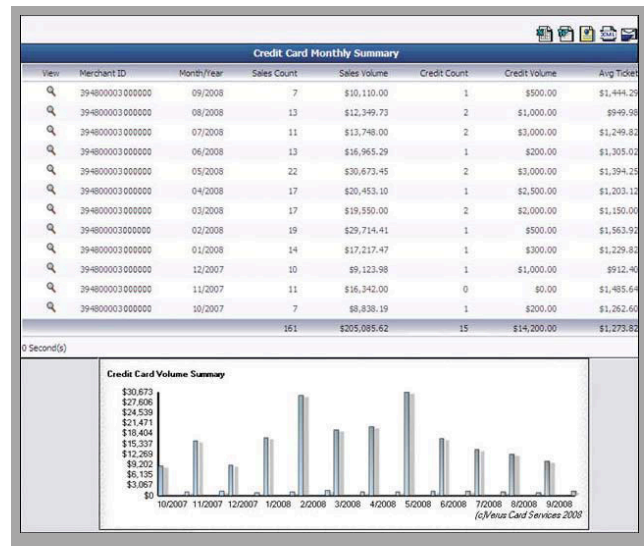 Credit Card Monthly Summary
View Merchant ID Month/Year Sales Count Sales Volume Credit Count Credit Volume Avg Ticket
394800003000000 09/2008 7 $10,110.00 1 $500.00 $1,444.29
394800003000000 08/2008 13 $12,349.73 2 $1,000.00 $949.98
394800003000000 07/2008 11 $13,748.00 2 $3,000.00 $1,249.82
394800003000000 06/2008 13 $16,965.29 1 $200.00 $1,305.02
394800003000000 05/2008 22 $30,673.45 2 $3,000.00 $1,394.25
394800003000000 04/2008 17 $20,453.10 1 $2,500.00 $1,203.12
394800003000000 03/2008 17 $19,550.00 2 $2,000.00 $1,150.00
394800003000000 02/2008 19 $29,714.41 1 $500.00 $1,563.92
394800003000000 01/2008 14 $17,217.47 1 $300.00 $1,229.82
394800003000000 12/2007 10 $9,123.98 1 $1,000.00 $912.40
394800003000000 11/2007 11 $16,342.00 0 $0.00 $1,485.64
394800003000000 10/2007 7 $8,838.19 1 $200.00 $1,262.60
161 $205,085.62 15 $14,200.00 $1,273.82
0 Second(s)
Credit Card Volume Summary
$30,673
$27,606
$24,539
$21,471
$18,404
$15,337
$12,269
$9,202
$6,135
$3,067
$0
10/2007 11/2007 12/2007 1/2008 2/2008 3/2008 4/2008 5/2008 6/2008 7/2008 8/2008 9/2008
(c)Verus Card Services 2008